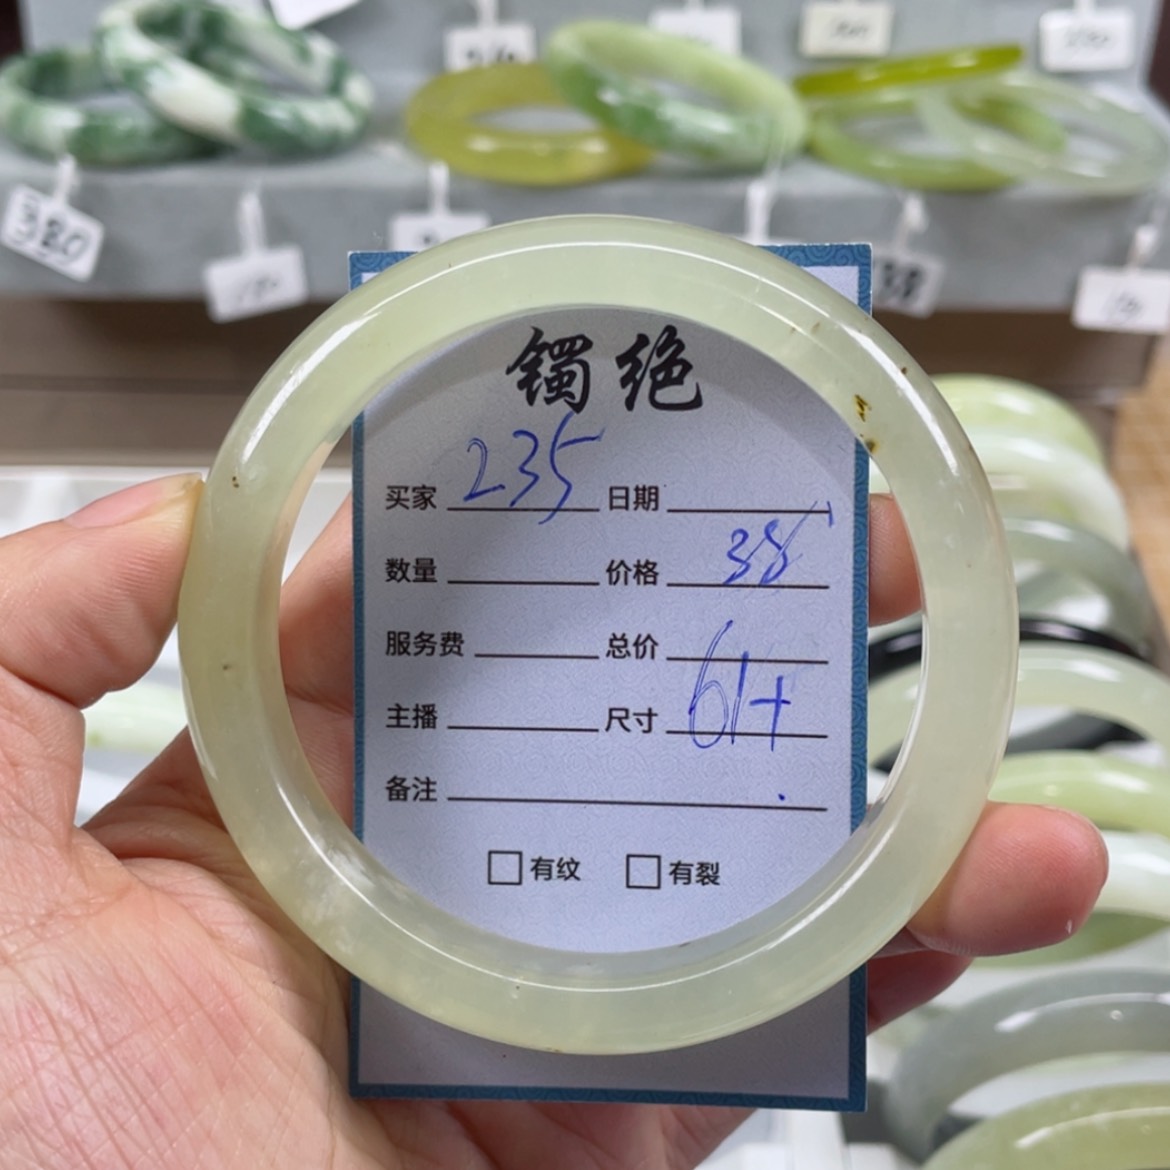 320
镯绝
买家 235 日期
数量 价格 38
服务费 总价
主播 尺寸 61+
备注
有纹 有裂